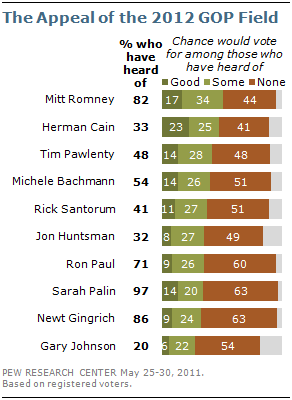 The Appeal of the 2012 GOP Field
% who have heard of
Chance would vote for among those who have heard of
Good Some None
Mitt Romney 82 17 34 44
Herman Cain 33 23 25 41
Tim Pawlenty 48 14 28 48
Michele Bachmann 54 14 26 51
Rick Santorum 41 11 27 51
Jon Huntsman 32 8 27 49
Ron Paul 71 9 26 60
Sarah Palin 97 14 20 63
Newt Gingrich 86 9 24 63
Gary Johnson 20 6 22 54
PEW RESEARCH CENTER May 25-30, 2011.
Based on registered voters.